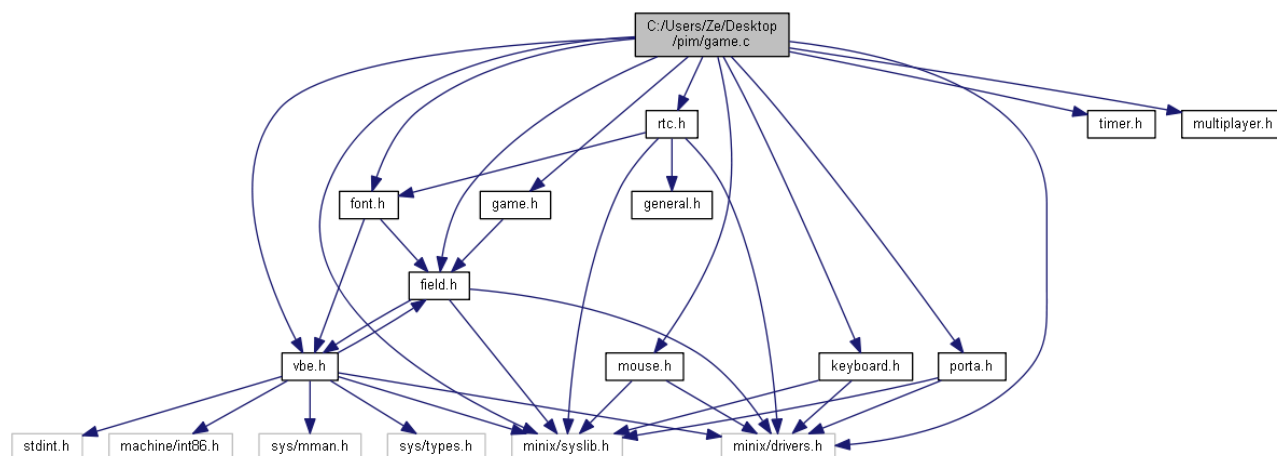 C:/Users/Ze/Desktop
/pim/game.c
rtc.h
timer.h
multiplayer.h
font.h
game.h
general.h
field.h
vbe.h
mouse.h
keyboard.h
porta.h
stdint.h
machine/int86.h
sys/mman.h
sys/types.h
minix/syslib.h
minix/drivers.h